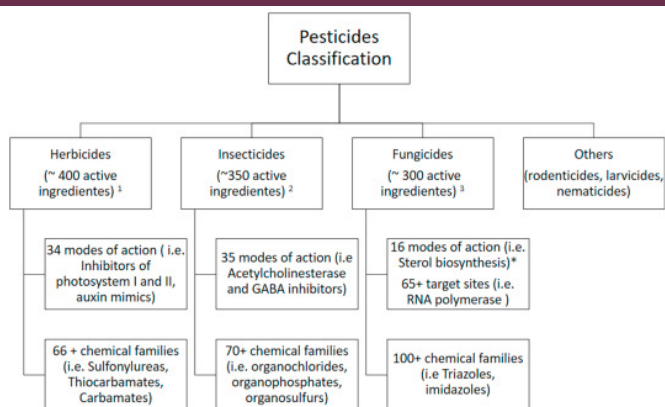 Pesticides
Classification
Herbicides
(~ 400 active
ingredientes) ¹
Insecticides
(~350 active
ingredientes) ²
Fungicides
(~ 300 active
ingredientes) ³
Others
(rodenticides, larvicides,
nematicides)
34 modes of action ( i.e.
Inhibitors of
photosystem I and II,
auxin mimics)
35 modes of action (i.e
Acetylcholinesterase
and GABA inhibitors)
16 modes of action (i.e.
Sterol biosynthesis)*
65+ target sites (i.e.
RNA polymerase )
66 + chemical families
(i.e. Sulfonylureas,
Thiocarbamates,
Carbamates)
70+ chemical families
(i.e. organochlorides,
organophosphates,
organosulfurs)
100+ chemical families
(i.e Triazoles,
imidazoles)